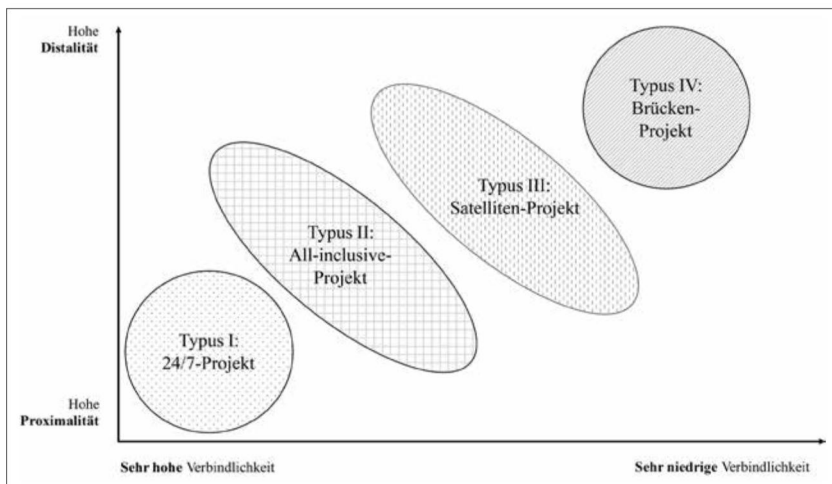 Hohe
Distalität
Typus IV:
Brücken-
Projekt
Typus III:
Satelliten-Projekt
Typus II:
All-inclusive-
Projekt
Typus I:
24/7-Projekt
Hohe
Proximalität
Sehr hohe Verbindlichkeit
Sehr niedrige Verbindlichkeit